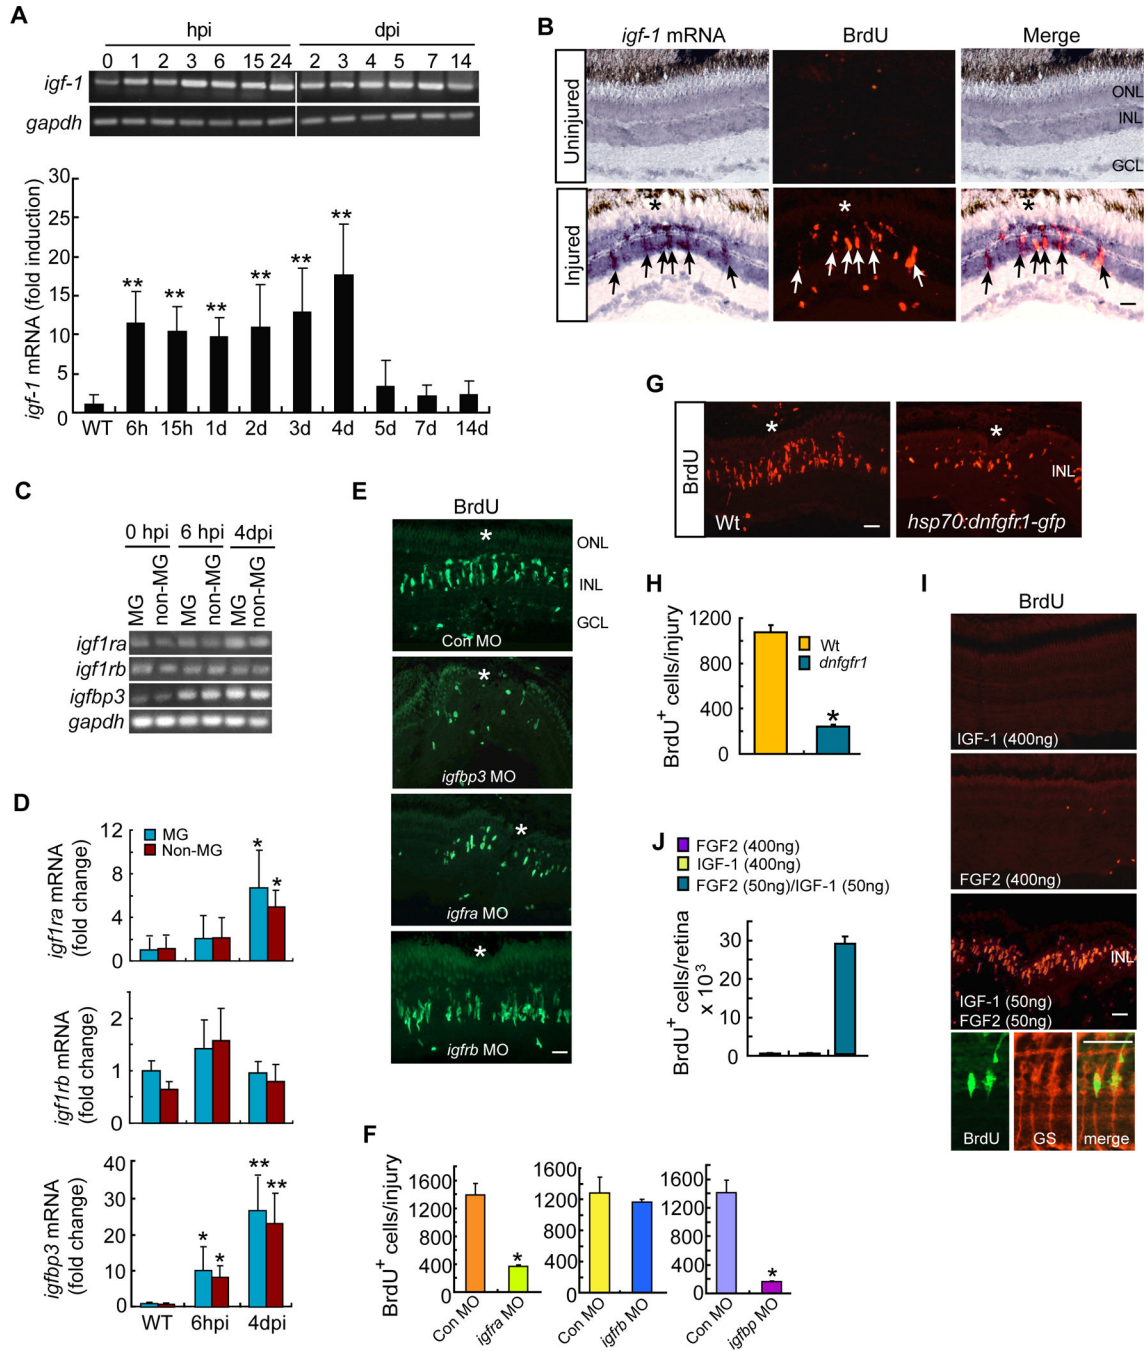 A
hpi
dpi
0 1 2 3 6 15 24 2 3 4 5 7 14
igf-1
gapdh
igf-1 mRNA (fold induction)
30
25
20
15
10
5
0
** ** ** ** ** **
WT 6h 15h 1d 2d 3d 4d 5d 7d 14d
B
igf-1 mRNA BrdU Merge
Uninjured
ONL
INL
GCL
Injured
* * *
C
0 hpi 6 hpi 4dpi
MG non-MG MG non-MG MG non-MG
igf1ra
igf1rb
igfbp3
gapdh
D
MG
Non-MG
igf1ra mRNA
(fold change)
12
8
4
0
* *
igf1rb mRNA
(fold change)
2
1
0
igfbp3 mRNA
(fold change)
40
30
20
10
0
* * ** **
WT 6hpi 4dpi
E
BrdU
*
ONL
INL
GCL
Con MO
*
igfbp3 MO
*
igfra MO
*
igfrb MO
F
BrdU+ cells/injury
1600
1200
800
400
0
*
Con MO
igfra MO
1600
1200
800
400
0
Con MO
igfrb MO
1600
1200
800
400
0
*
Con MO
igfbp MO
G
BrdU
* *
INL
Wt
hsp70:dnfgfr1-gfp
H
BrdU+ cells/injury
1200
800
400
0
Wt
dnfgfr1
*
I
BrdU
IGF-1 (400ng)
FGF2 (400ng)
INL
IGF-1 (50ng)
FGF2 (50ng)
BrdU GS merge
J
FGF2 (400ng)
IGF-1 (400ng)
FGF2 (50ng)/IGF-1 (50ng)
BrdU+ cells/retina
x 10³
30
20
10
0